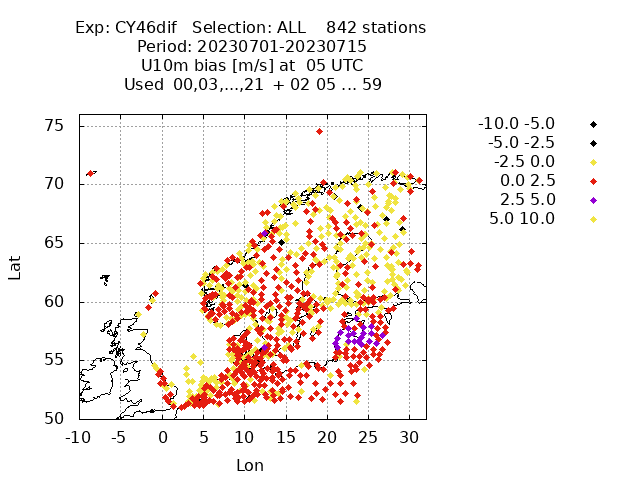 Exp: CY46dif   Selection: ALL    842 stations
Period: 20230701-20230715
U10m bias [m/s] at  05 UTC
Used  00,03,...,21  + 02 05 ... 59
-10.0 -5.0
-5.0 -2.5
-2.5 0.0
0.0 2.5
2.5 5.0
5.0 10.0
75
70
65
60
55
50
Lat
-10 -5 0 5 10 15 20 25 30
Lon